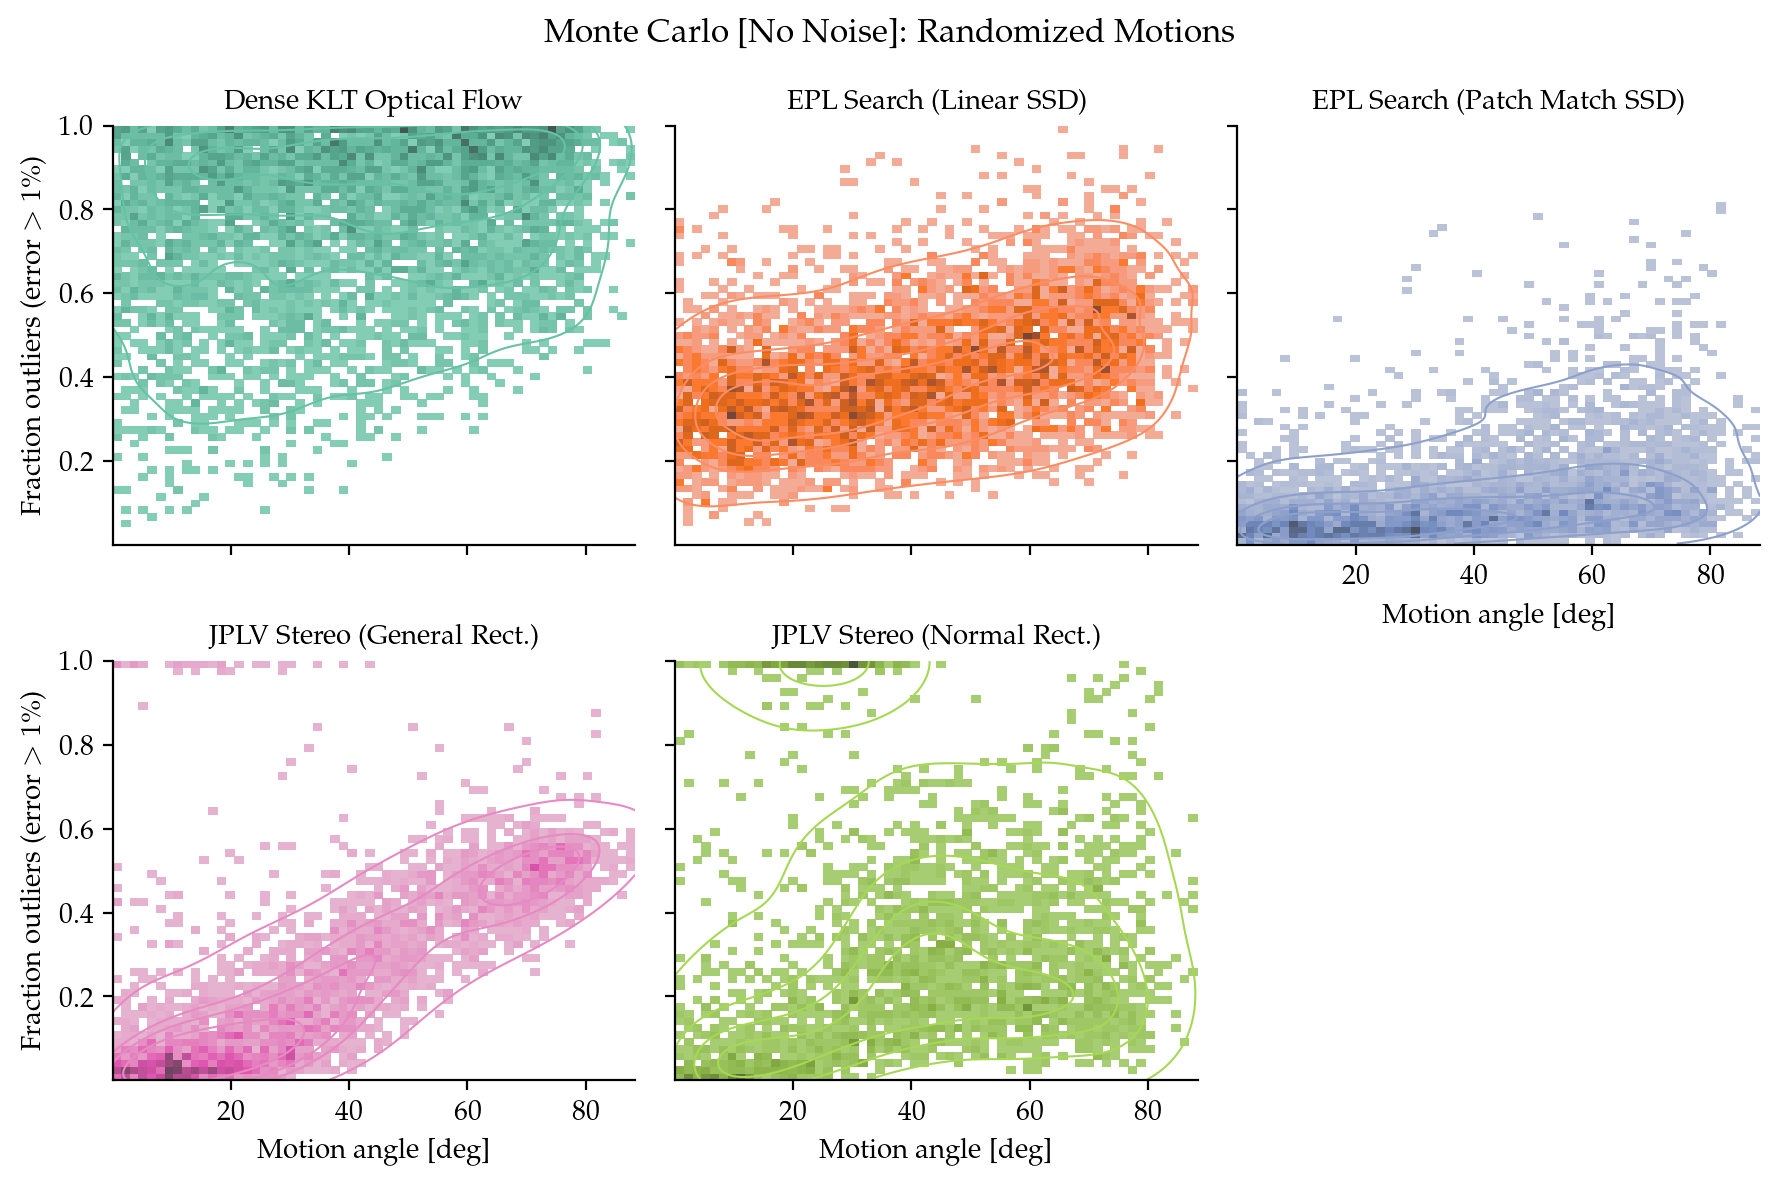 Monte Carlo [No Noise]: Randomized Motions
Dense KLT Optical Flow
EPL Search (Linear SSD)
EPL Search (Patch Match SSD)
Fraction outliers (error > 1%)
1.0
0.8
0.6
0.4
0.2
20 40 60 80
Motion angle [deg]
JPLV Stereo (General Rect.)
JPLV Stereo (Normal Rect.)
Fraction outliers (error > 1%)
1.0
0.8
0.6
0.4
0.2
20 40 60 80
20 40 60 80
Motion angle [deg]
Motion angle [deg]